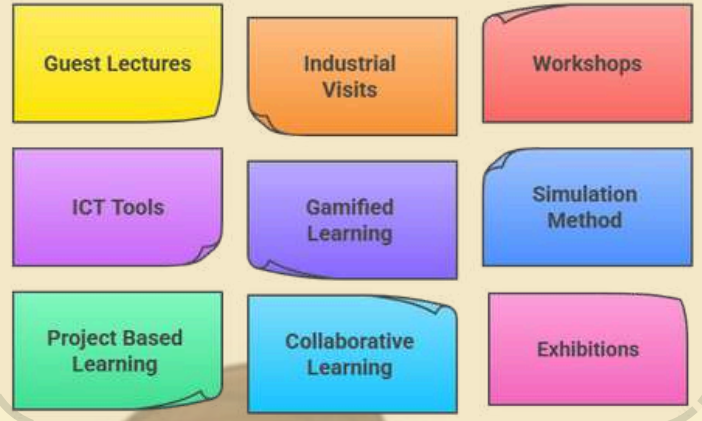 Guest Lectures
Industrial
Visits
Workshops
ICT Tools
Gamified
Learning
Simulation
Method
Project Based
Learning
Collaborative
Learning
Exhibitions